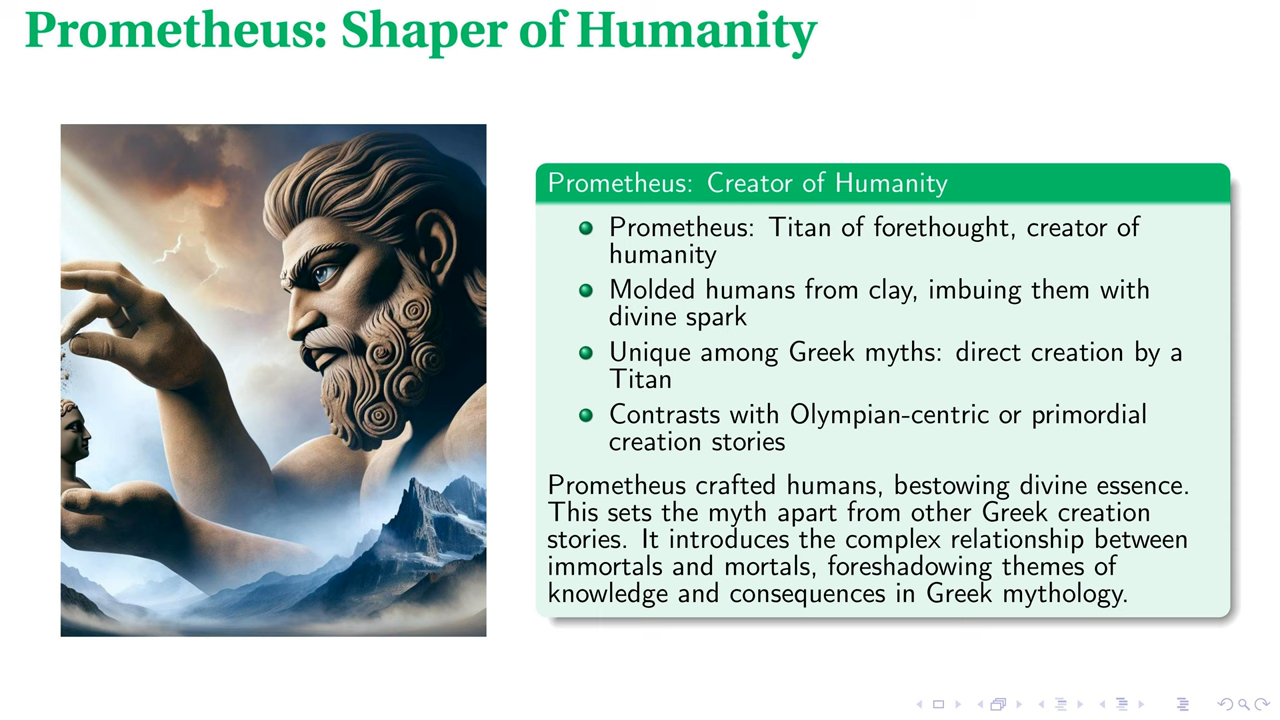 Prometheus: Shaper of Humanity
Prometheus: Creator of Humanity
Prometheus: Titan of forethought, creator of
humanity
Molded humans from clay, imbuing them with
divine spark
Unique among Greek myths: direct creation by a
Titan
Contrasts with Olympian-centric or primordial
creation stories
Prometheus crafted humans, bestowing divine essence.
This sets the myth apart from other Greek creation
stories. It introduces the complex relationship between
immortals and mortals, foreshadowing themes of
knowledge and consequences in Greek mythology.